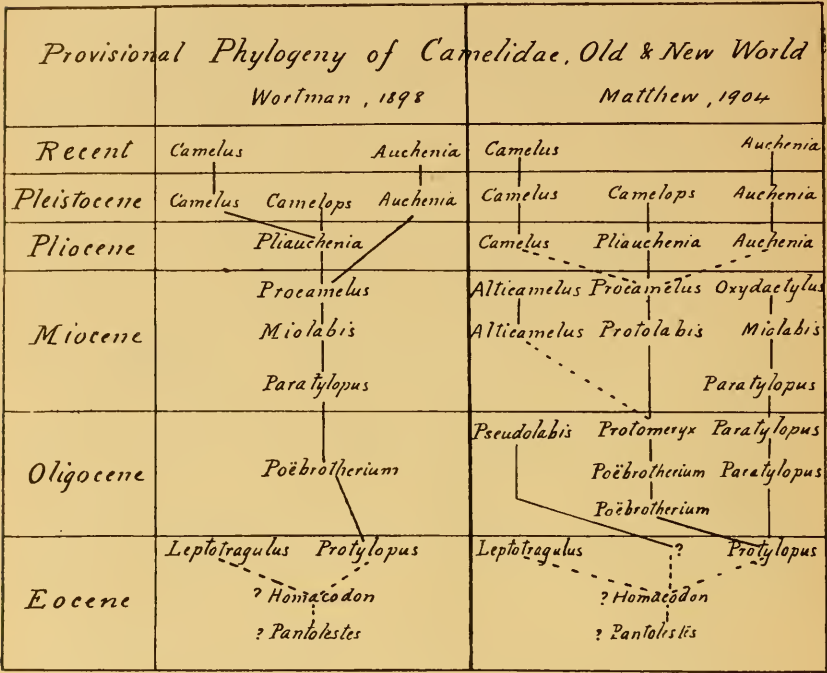 Provisional Phylogeny of Camelidae, Old & New World
Wortman, 1898 Matthew, 1904
Recent Camelus Auchenia Camelus Auchenia
Pleistocene Camelus Camelops Auchenia Camelus Camelops Auchenia
Pliocene Pliauchenia Camelus Pliauchenia Auchenia
Procamelus Alticamelus Procamelus Oxydactylus
Miocene Miolabis Alticamelus Protolabis Miolabis
Paratylopus Paratylopus
Pseudolabis Protomeryx Paratylopus
Oligocene Poëbrotherium Poëbrotherium Paratylopus
Poëbrotherium
Leptotragulus Protylopus Leptotragulus ? Protylopus
Eocene ? Homacodon ? Homacodon
? Pantolestes ? Pantolestes